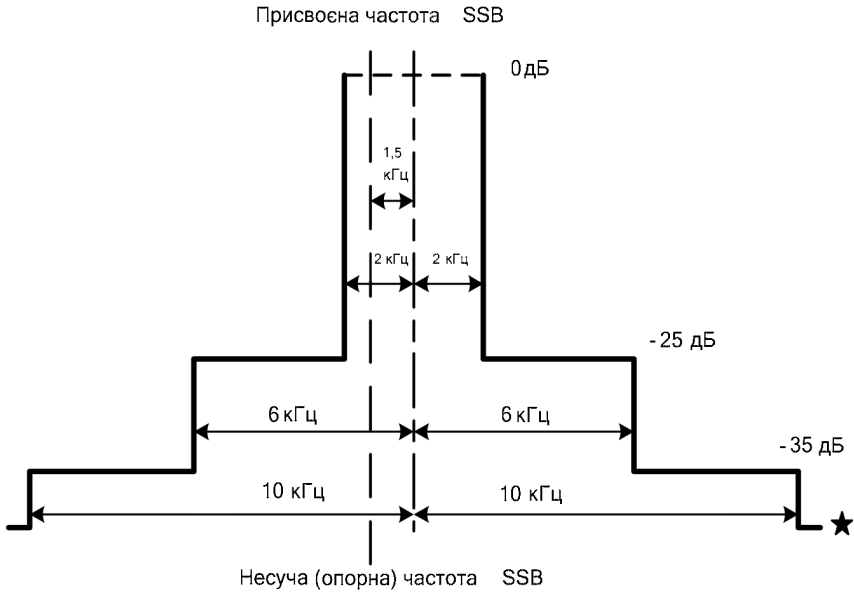 Присвоєна частота SSB
0 дБ
1,5
кГц
2 кГц 2 кГц
- 25 дБ
6 кГц 6 кГц
- 35 дБ
10 кГц 10 кГц
Несуча (опорна) частота SSB